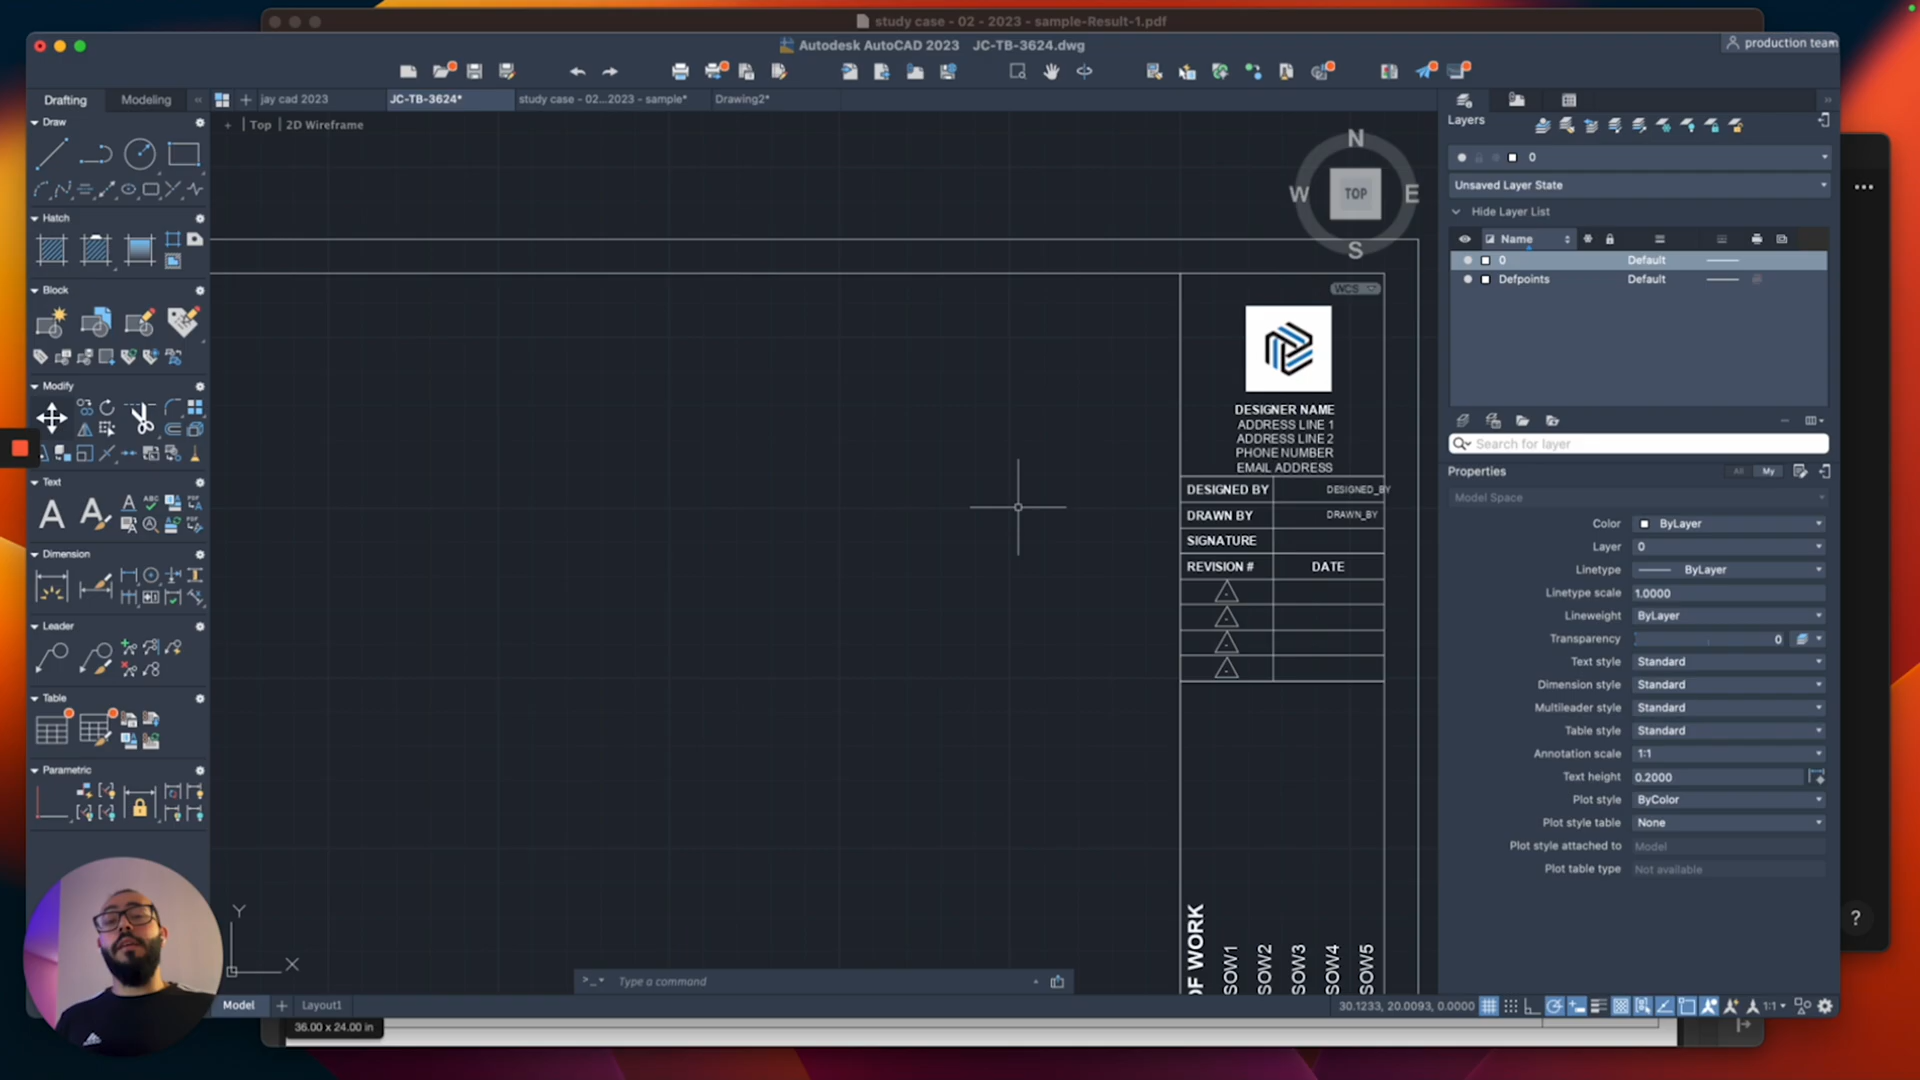 study case - 02 - 2023 - sample-Result-1.pdf
Autodesk AutoCAD 2023 JC-TB-3624.dwg
production team
Drafting Modeling
jay cad 2023
JC-TB-3624*
study case - 02...2023 - sample*
Drawing2*
Draw
Hatch
Block
Modify
Text
Dimension
Leader
Table
Parametric
+ | Top | 2D Wireframe
N
W
TOP
E
S
WCS
DESIGNER NAME
ADDRESS LINE 1
ADDRESS LINE 2
PHONE NUMBER
EMAIL ADDRESS
DESIGNED BY DESIGNED_BY
DRAWN BY DRAWN_BY
SIGNATURE
REVISION # DATE
OF WORK
SOW1
SOW2
SOW3
SOW4
SOW5
Y
X
>_ Type a command
Model + Layout1
36.00 x 24.00 in
30.1233, 20.0093, 0.0000
1:1
Layers
0
Unsaved Layer State
Hide Layer List
Name
0 Default
Defpoints Default
Search for layer
Properties
All My
Model Space
Color ByLayer
Layer 0
Linetype ByLayer
Linetype scale 1.0000
Lineweight ByLayer
Transparency 0
Text style Standard
Dimension style Standard
Multileader style Standard
Table style Standard
Annotation scale 1:1
Text height 0.2000
Plot style ByColor
Plot style table None
Plot style attached to Model
Plot table type Not available
?